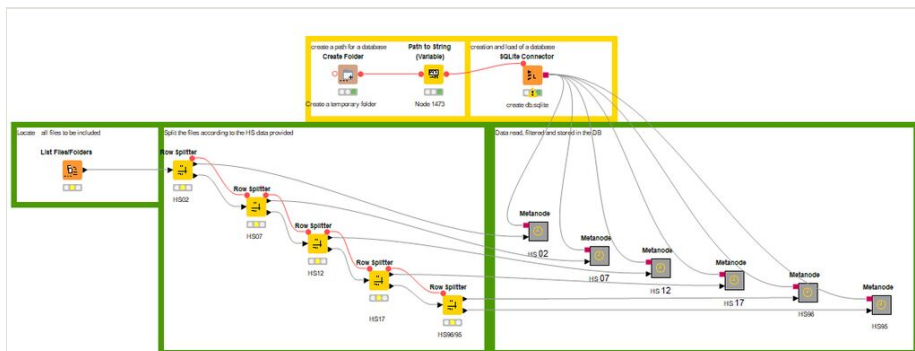 create a path for a database
Create Folder
Create a temporary folder
Path to String
(Variable)
Node 1473
creation and load of a database
SQLite Connector
create db.sqlite
Locate all files to be included
List Files/Folders
Split the files according to the HS data provided
Row Splitter
HS02
Row Splitter
HS07
Row Splitter
HS12
Row Splitter
HS17
Row Splitter
HS96/95
Data read, filtered and stored in the DB
Metanode
HS 02
Metanode
HS 07
Metanode
HS 12
Metanode
HS 17
Metanode
HS96
Metanode
HS95